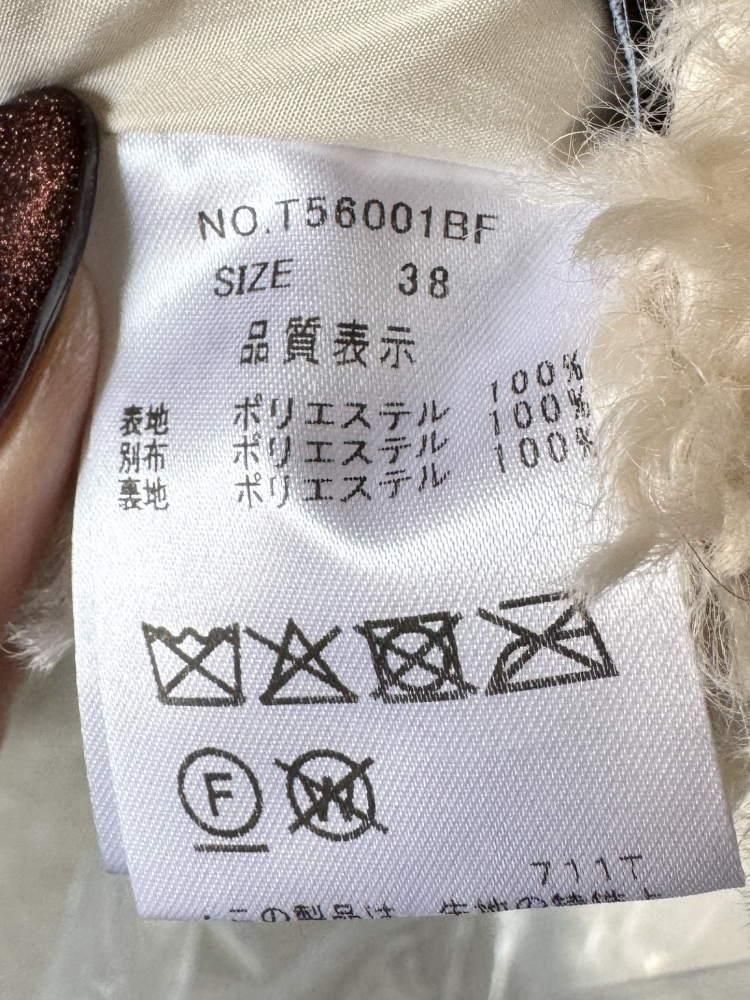 NO.T56001BF
SIZE 38
品質表示
表地 ポリエステル 100%
別布 ポリエステル 100%
裏地 ポリエステル 100%
F
W